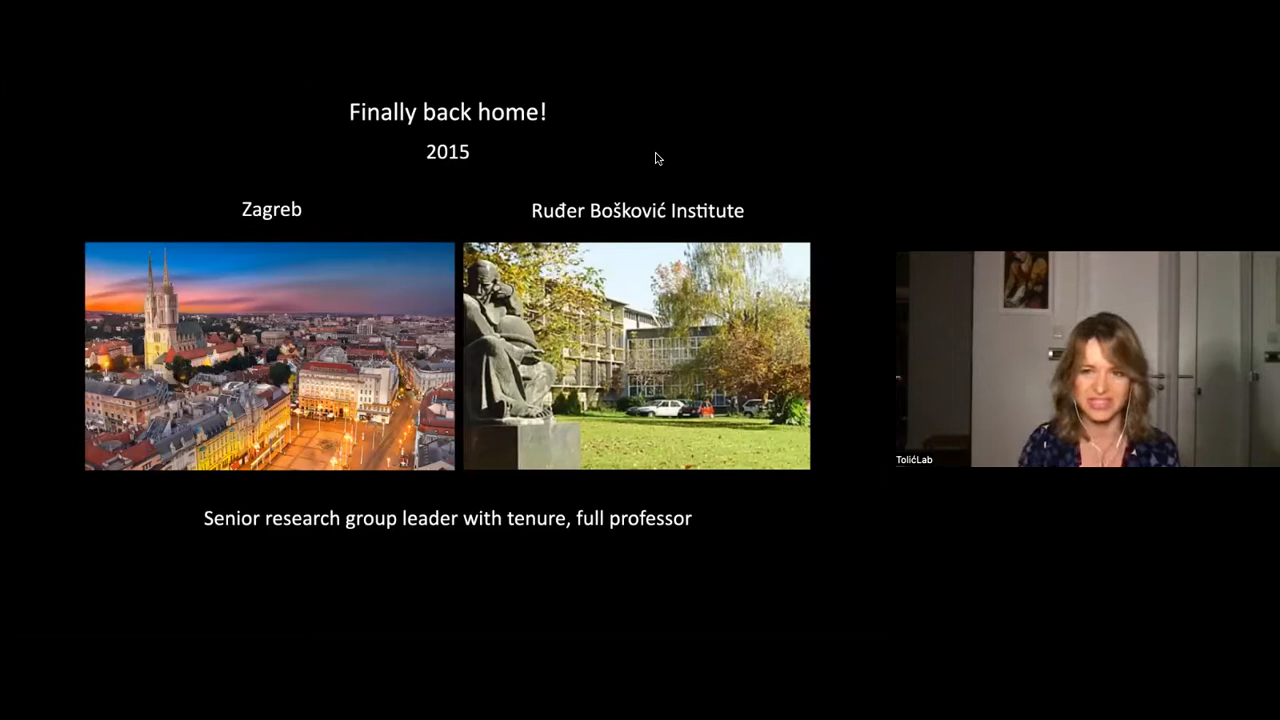 Finally back home!
2015
Zagreb
Ruđer Bošković Institute
TolićLab
Senior research group leader with tenure, full professor